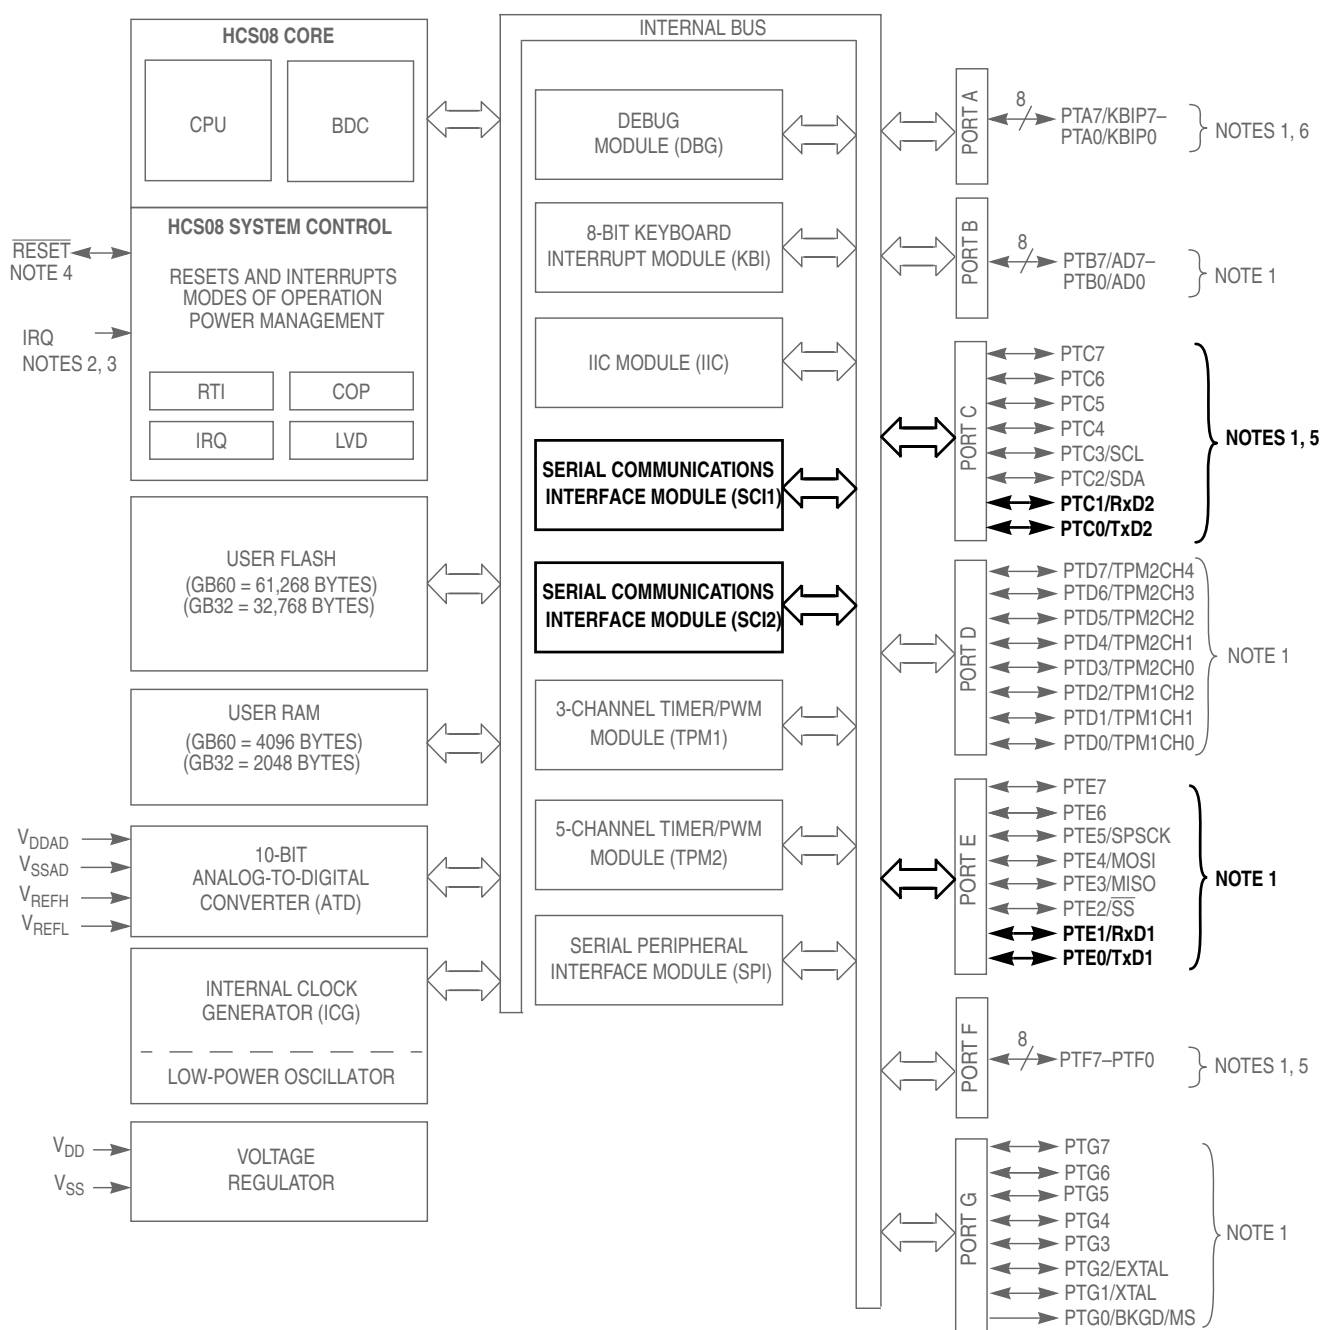 INTERNAL BUS
HCS08 CORE
CPU
BDC
HCS08 SYSTEM CONTROL
RESETS AND INTERRUPTS
MODES OF OPERATION
POWER MANAGEMENT
RTI
COP
IRQ
LVD
RESET
NOTE 4
IRQ
NOTES 2, 3
USER FLASH
(GB60 = 61,268 BYTES)
(GB32 = 32,768 BYTES)
USER RAM
(GB60 = 4096 BYTES)
(GB32 = 2048 BYTES)
VDDAD
VSSAD
VREFH
VREFL
10-BIT
ANALOG-TO-DIGITAL
CONVERTER (ATD)
INTERNAL CLOCK
GENERATOR (ICG)
LOW-POWER OSCILLATOR
VDD
VSS
VOLTAGE
REGULATOR
DEBUG
MODULE (DBG)
8-BIT KEYBOARD
INTERRUPT MODULE (KBI)
IIC MODULE (IIC)
SERIAL COMMUNICATIONS
INTERFACE MODULE (SCI1)
SERIAL COMMUNICATIONS
INTERFACE MODULE (SCI2)
3-CHANNEL TIMER/PWM
MODULE (TPM1)
5-CHANNEL TIMER/PWM
MODULE (TPM2)
SERIAL PERIPHERAL
INTERFACE MODULE (SPI)
PORT A
8
PTA7/KBIP7–
PTA0/KBIP0
NOTES 1, 6
PORT B
8
PTB7/AD7–
PTB0/AD0
NOTE 1
PORT C
PTC7
PTC6
PTC5
PTC4
PTC3/SCL
PTC2/SDA
PTC1/RxD2
PTC0/TxD2
NOTES 1, 5
PORT D
PTD7/TPM2CH4
PTD6/TPM2CH3
PTD5/TPM2CH2
PTD4/TPM2CH1
PTD3/TPM2CH0
PTD2/TPM1CH2
PTD1/TPM1CH1
PTD0/TPM1CH0
NOTE 1
PORT E
PTE7
PTE6
PTE5/SPSCK
PTE4/MOSI
PTE3/MISO
PTE2/SS
PTE1/RxD1
PTE0/TxD1
NOTE 1
PORT F
8
PTF7–PTF0
NOTES 1, 5
PORT G
PTG7
PTG6
PTG5
PTG4
PTG3
PTG2/EXTAL
PTG1/XTAL
PTG0/BKGD/MS
NOTE 1